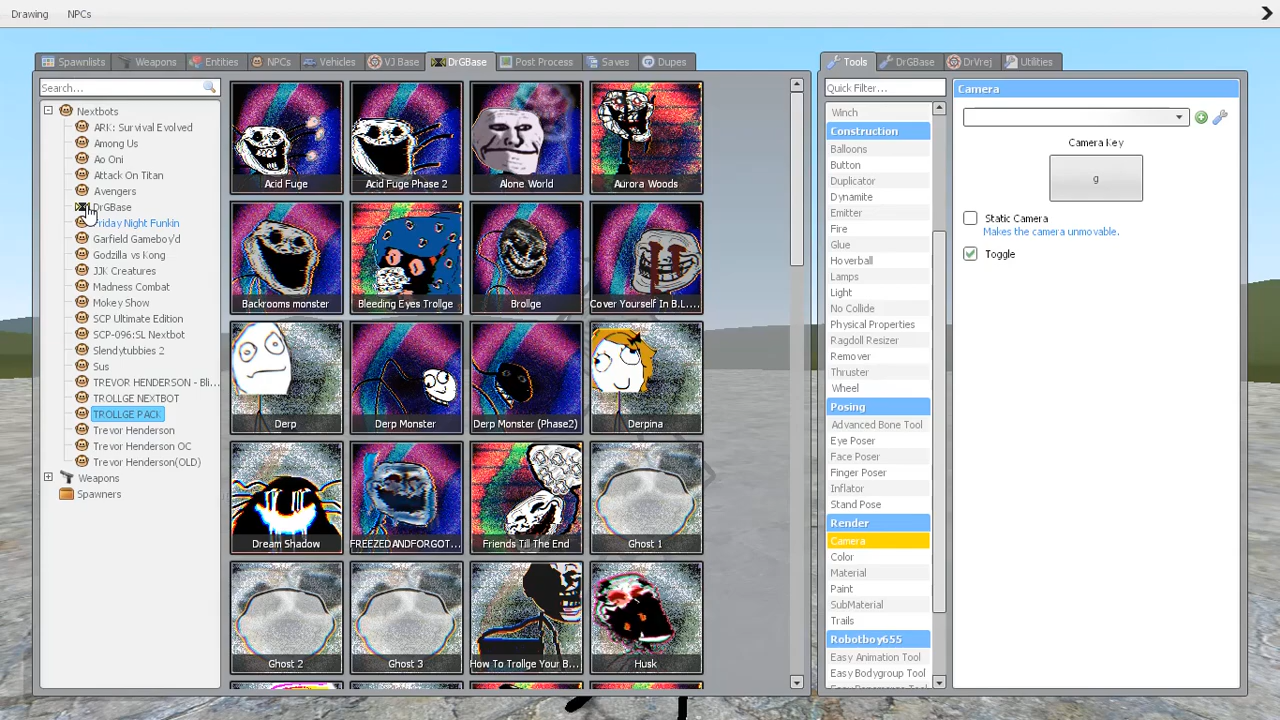 Drawing NPCs
Spawnlists Weapons Entities NPCs Vehicles VJ Base DrGBase Post Process Saves Dupes
Search...
Nextbots
ARK: Survival Evolved
Among Us
Ao Oni
Attack On Titan
Avengers
DrGBase
Friday Night Funkin
Garfield Gameboy'd
Godzilla vs Kong
JJK Creatures
Madness Combat
Mokey Show
SCP Ultimate Edition
SCP-096:SL Nextbot
Slendytubbies 2
Sus
TREVOR HENDERSON - Bli...
TROLLGE NEXTBOT
TROLLGE PACK
Trevor Henderson
Trevor Henderson OC
Trevor Henderson(OLD)
Weapons
Spawners
Acid Fuge Acid Fuge Phase 2 Alone World Aurora Woods
Backrooms monster Bleeding Eyes Trollge Brollge Cover Yourself In B.L....
Derp Derp Monster Derp Monster (Phase2) Derpina
Dream Shadow FREEZEDANDFORGOT... Friends Till The End Ghost 1
Ghost 2 Ghost 3 How To Trollge Your B... Husk
Tools DrGBase DrVrej Utilities
Quick Filter...
Winch
Construction
Balloons
Button
Duplicator
Dynamite
Emitter
Fire
Glue
Hoverball
Lamps
Light
No Collide
Physical Properties
Ragdoll Resizer
Remover
Thruster
Wheel
Posing
Advanced Bone Tool
Eye Poser
Face Poser
Finger Poser
Inflator
Stand Pose
Render
Camera
Color
Material
Paint
SubMaterial
Trails
Robotboy655
Easy Animation Tool
Easy Bodygroup Tool
Camera
Camera Key
g
Static Camera
Makes the camera unmovable.
Toggle